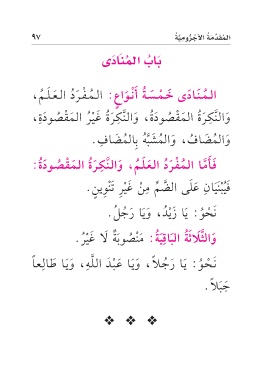 المُقَدِّمَةُ الآجُرُّومِيَّةُ ٩٧
بَابُ المُنَادَى
المُنَادَى خَمْسَةُ أَنْوَاعٍ: المُفْرَدُ العَلَمُ،
وَالنَّكِرَةُ المَقْصُودَةُ، وَالنَّكِرَةُ غَيْرُ المَقْصُودَةِ،
وَالمُضَافُ، وَالمُشَبَّهُ بِالمُضَافِ.
فَأَمَّا المُفْرَدُ العَلَمُ، وَالنَّكِرَةُ المَقْصُودَةُ:
فَيُبْنَيَانِ عَلَى الضَّمِّ مِنْ غَيْرِ تَنْوِينٍ.
نَحْوُ: يَا زَيْدُ، وَيَا رَجُلُ.
وَالثَّلَاثَةُ البَاقِيَةُ: مَنْصُوبَةٌ لَا غَيْرُ.
نَحْوُ: يَا رَجُلاً، وَيَا عَبْدَ اللَّهِ، وَيَا طَالِعاً
جَبَلاً.